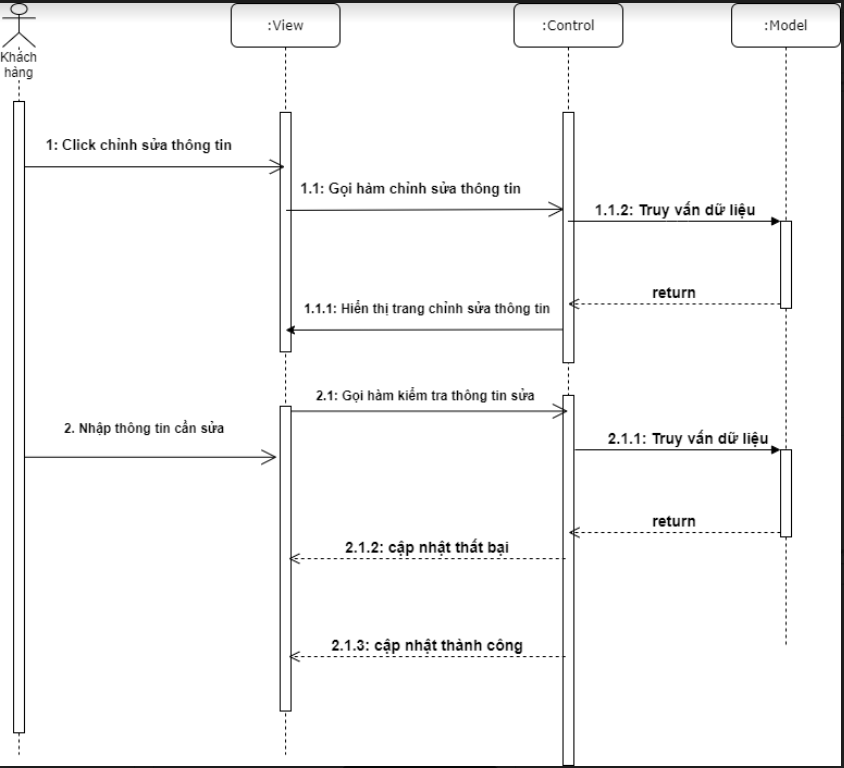 :View
:Control
:Model
Khách
hàng
1: Click chỉnh sửa thông tin
1.1: Gọi hàm chỉnh sửa thông tin
1.1.2: Truy vấn dữ liệu
return
1.1.1: Hiển thị trang chỉnh sửa thông tin
2.1: Gọi hàm kiểm tra thông tin sửa
2. Nhập thông tin cần sửa
2.1.1: Truy vấn dữ liệu
return
2.1.2: cập nhật thất bại
2.1.3: cập nhật thành công